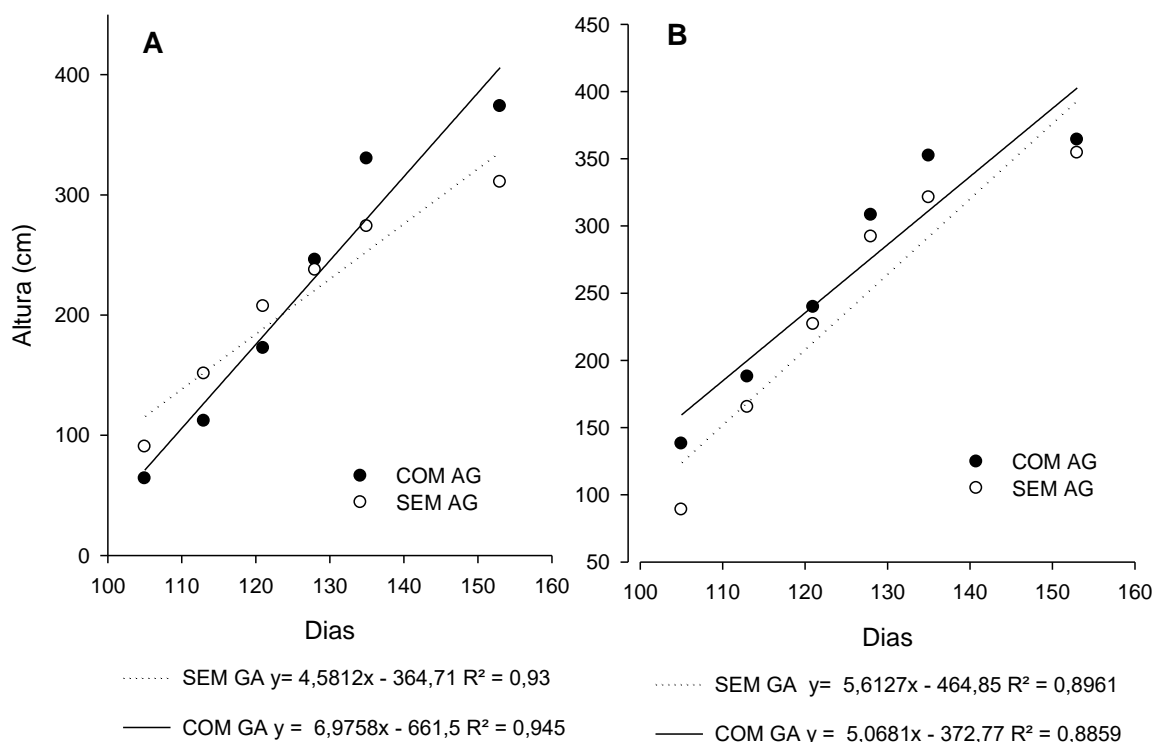 A
Altura (cm)
400
300
200
100
0
COM AG
SEM AG
100 110 120 130 140 150 160
Dias
SEM GA y= 4,5812x - 364,71 R² = 0,93
COM GA y = 6,9758x - 661,5 R² = 0,945
B
450
400
350
300
250
200
150
100
50
COM AG
SEM AG
100 110 120 130 140 150 160
Dias
SEM GA y= 5,6127x - 464,85 R² = 0,8961
COM GA y = 5,0681x - 372,77 R² = 0,8859